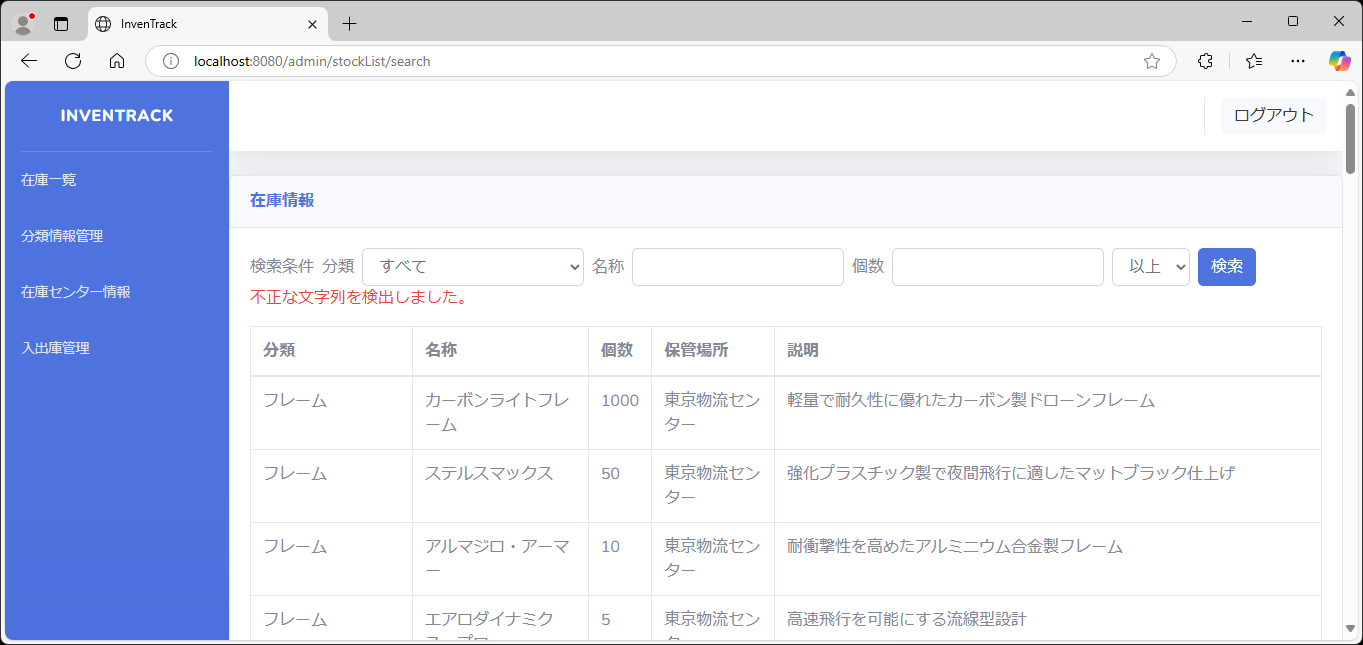 InvenTrack
localhost:8080/admin/stockList/search
INVENTRACK
ログアウト
在庫一覧
分類情報管理
在庫センター情報
入出庫管理
在庫情報
検索条件 分類 すべて 名称 個数 以上 検索
不正な文字列を検出しました。
分類 名称 個数 保管場所 説明
フレーム カーボンライトフレ 1000 東京物流セン 軽量で耐久性に優れたカーボン製ドローンフレーム
ーム ター
フレーム ステルスマックス 50 東京物流セン 強化プラスチック製で夜間飛行に適したマットブラック仕上げ
ター
フレーム アルマジロ・アーマ 10 東京物流セン 耐衝撃性を高めたアルミニウム合金製フレーム
ー ター
フレーム エアロダイナミク 5 東京物流セン 高速飛行を可能にする流線型設計